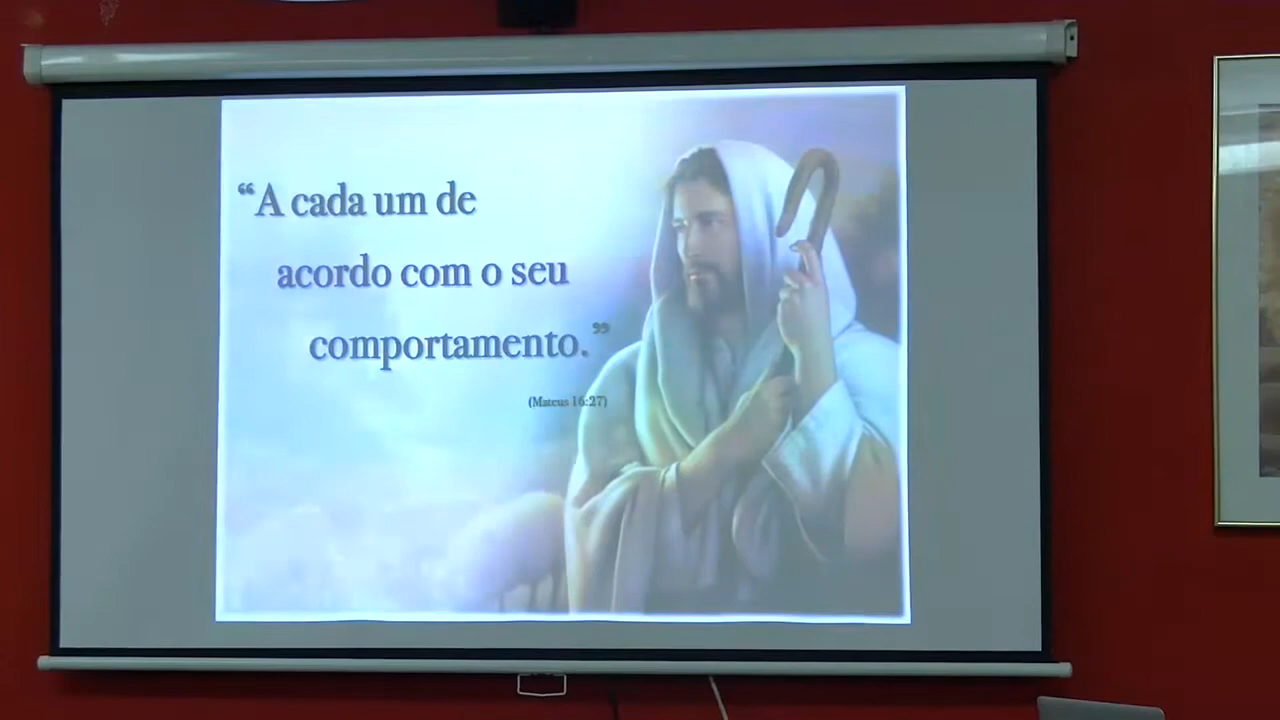 “A cada um de
acordo com o seu
comportamento.”
(Mateus 16:27)